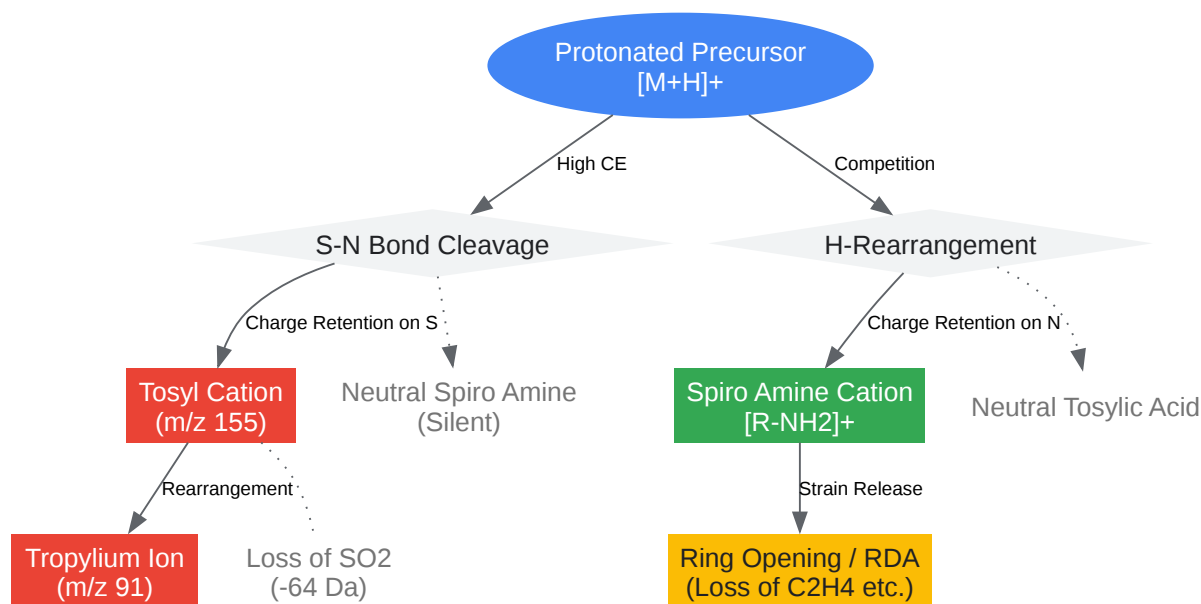 Protonated Precursor
[M+H]+
High CE
Competition
S-N Bond Cleavage
H-Rearrangement
Charge Retention on S
Charge Retention on N
Tosyl Cation
(m/z 155)
Neutral Spiro Amine
(Silent)
Spiro Amine Cation
[R-NH2]+
Neutral Tosylic Acid
Rearrangement
Strain Release
Tropylium Ion
(m/z 91)
Loss of SO2
(-64 Da)
Ring Opening / RDA
(Loss of C2H4 etc.)